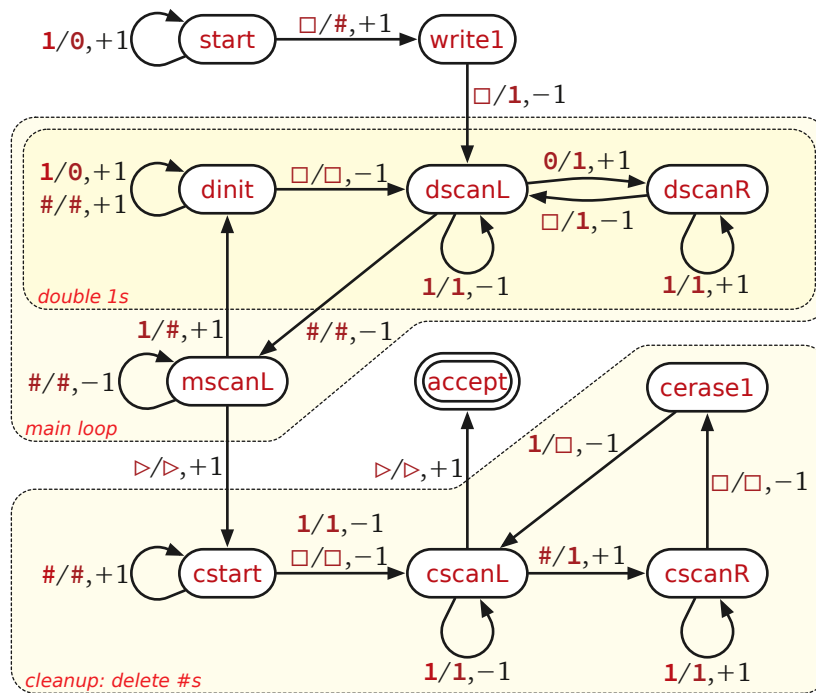 1/0,+1
start
□/#,+1
write1
□/1,−1
1/0,+1
#/#,+1
dinit
□/□,−1
dscanL
0/1,+1
□/1,−1
dscanR
1/1,−1
1/1,+1
double 1s
1/#,+1
#/#,−1
#/#,−1
mscanL
accept
cerase1
main loop
▷/▷,+1
▷/▷,+1
1/□,−1
□/□,−1
#/#,+1
cstart
1/1,−1
□/□,−1
cscanL
#/1,+1
cscanR
1/1,−1
1/1,+1
cleanup: delete #s